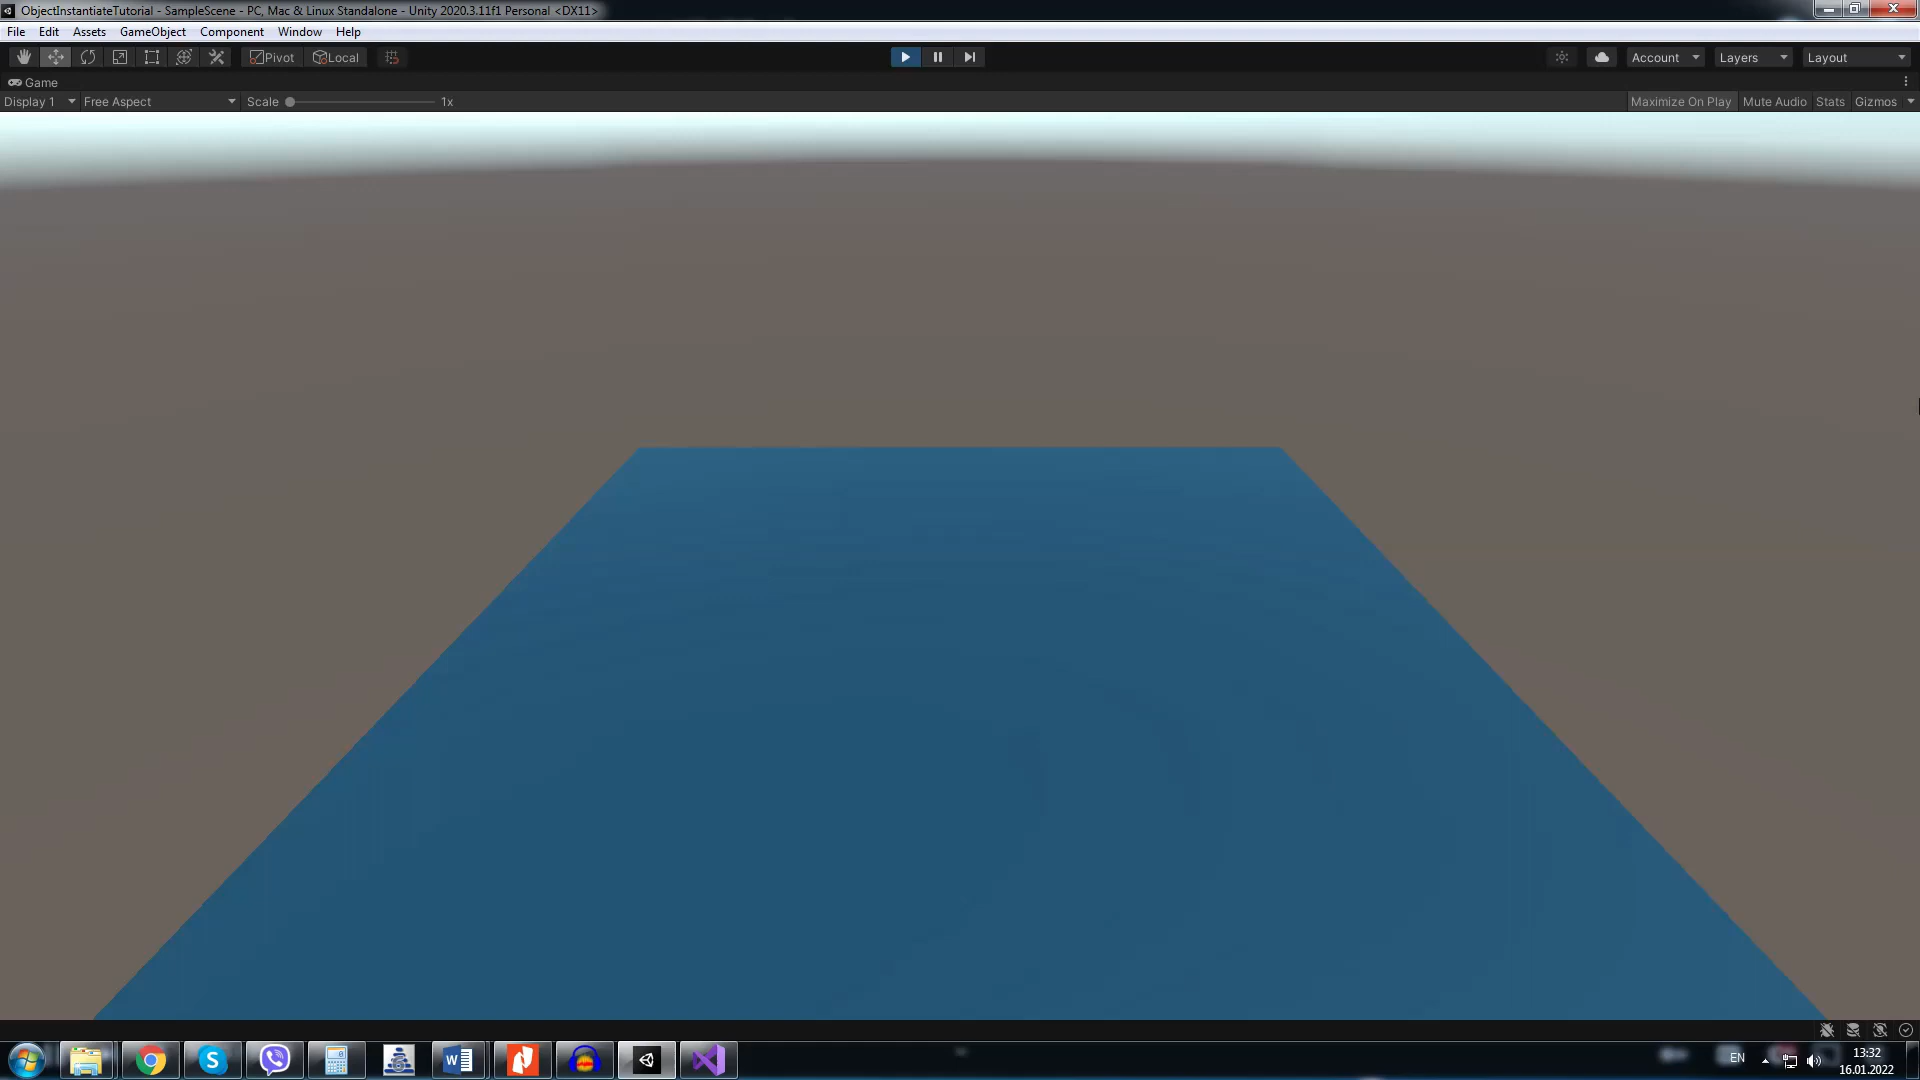 ObjectInstantiateTutorial - SampleScene - PC, Mac & Linux Standalone - Unity 2020.3.11f1 Personal <DX11>
File Edit Assets GameObject Component Window Help
Pivot Local Account Layers Layout
Game
Display 1 Free Aspect Scale 1x Maximize On Play Mute Audio Stats Gizmos
EN 13:32
16.01.2022